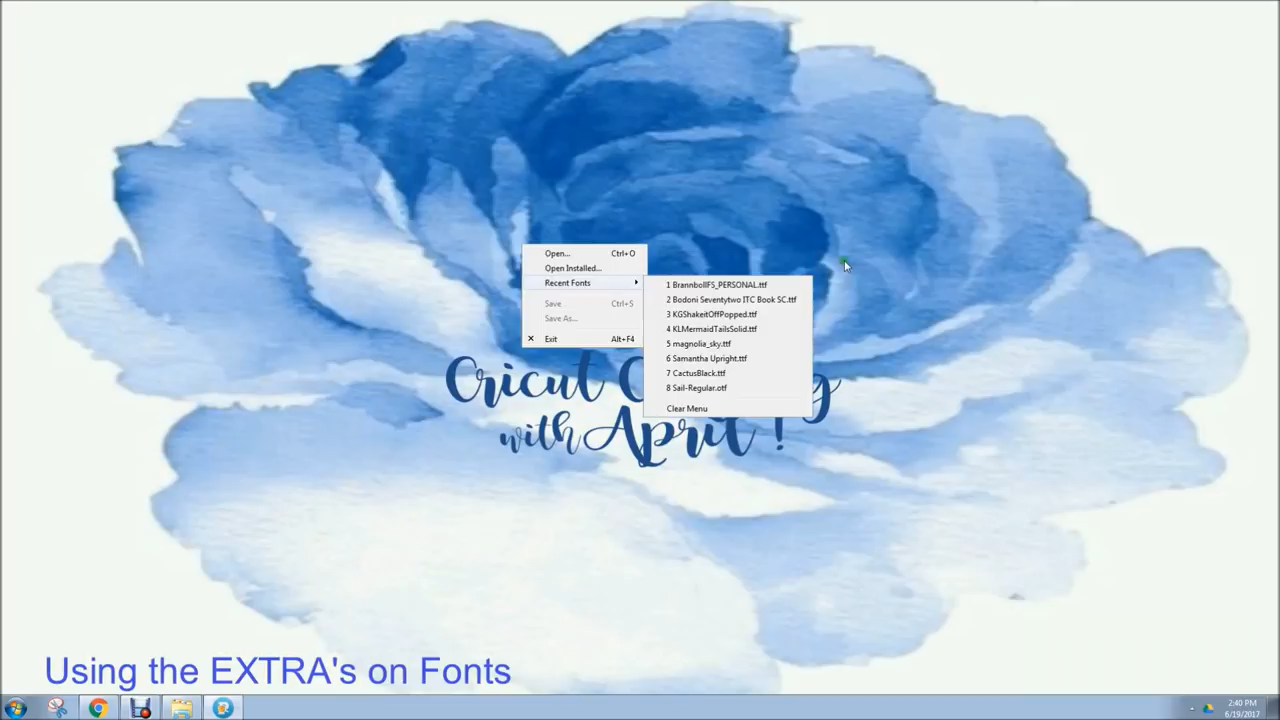 Open... Ctrl+O
Open Installed...
Recent Fonts
Save Ctrl+S
Save As...
Exit Alt+F4
1 BrannbollFS_PERSONAL.ttf
2 Bodoni Seventytwo ITC Book SC.ttf
3 KGShakeitOffPopped.ttf
4 KLMermaidTailsSolid.ttf
5 magnolia_sky.ttf
6 Samantha Upright.ttf
7 CactusBlack.ttf
8 Sail-Regular.otf
Clear Menu
Cricut
with April !
Using the EXTRA's on Fonts
2:40 PM
6/19/2017